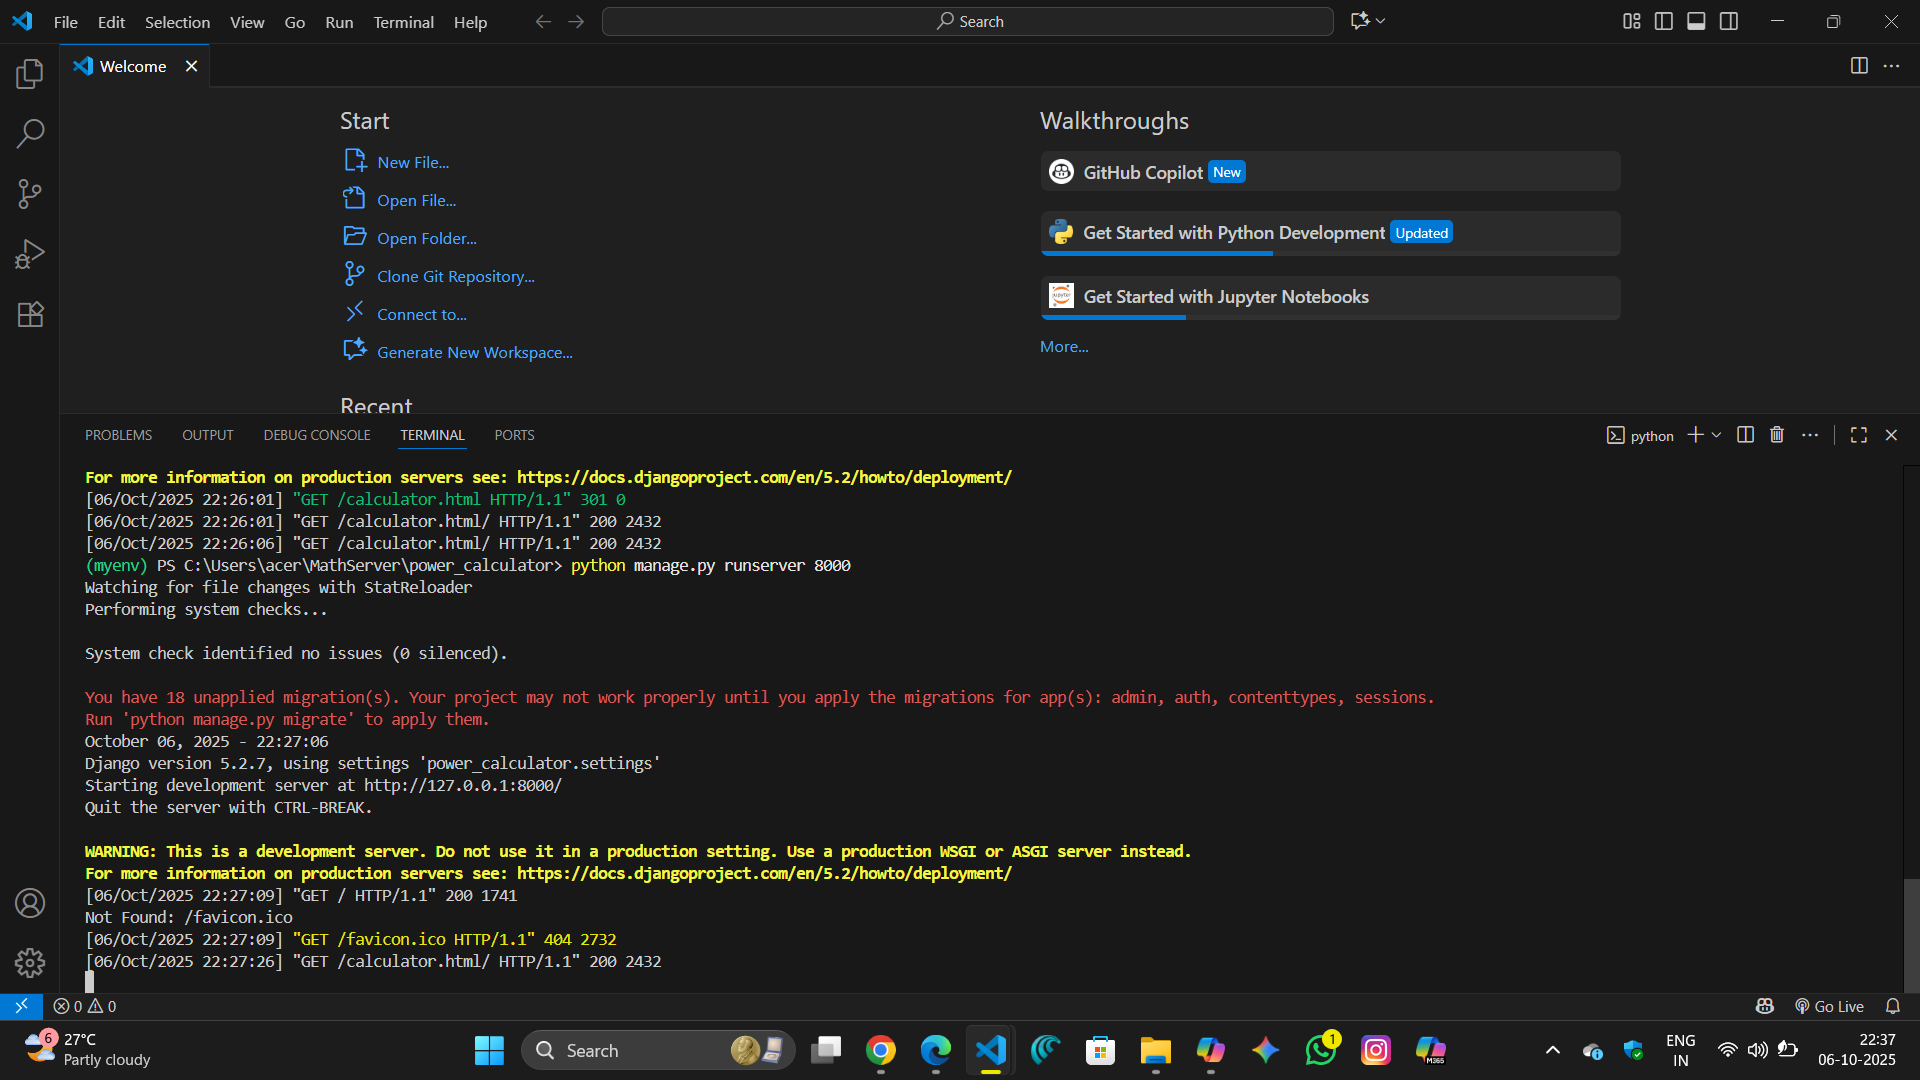 File Edit Selection View Go Run Terminal Help
Search
Welcome
Start
New File...
Open File...
Open Folder...
Clone Git Repository...
Connect to...
Generate New Workspace...
Recent
Walkthroughs
GitHub Copilot New
Get Started with Python Development Updated
jupyter Get Started with Jupyter Notebooks
More...
PROBLEMS OUTPUT DEBUG CONSOLE TERMINAL PORTS
python
For more information on production servers see: https://docs.djangoproject.com/en/5.2/howto/deployment/
[06/Oct/2025 22:26:01] "GET /calculator.html HTTP/1.1" 301 0
[06/Oct/2025 22:26:01] "GET /calculator.html/ HTTP/1.1" 200 2432
[06/Oct/2025 22:26:06] "GET /calculator.html/ HTTP/1.1" 200 2432
(myenv) PS C:\Users\acer\MathServer\power_calculator> python manage.py runserver 8000
Watching for file changes with StatReloader
Performing system checks...
System check identified no issues (0 silenced).
You have 18 unapplied migration(s). Your project may not work properly until you apply the migrations for app(s): admin, auth, contenttypes, sessions.
Run 'python manage.py migrate' to apply them.
October 06, 2025 - 22:27:06
Django version 5.2.7, using settings 'power_calculator.settings'
Starting development server at http://127.0.0.1:8000/
Quit the server with CTRL-BREAK.
WARNING: This is a development server. Do not use it in a production setting. Use a production WSGI or ASGI server instead.
For more information on production servers see: https://docs.djangoproject.com/en/5.2/howto/deployment/
[06/Oct/2025 22:27:09] "GET / HTTP/1.1" 200 1741
Not Found: /favicon.ico
[06/Oct/2025 22:27:09] "GET /favicon.ico HTTP/1.1" 404 2732
[06/Oct/2025 22:27:26] "GET /calculator.html/ HTTP/1.1" 200 2432
0 0
Go Live
6 27°C
Partly cloudy
Search
1
M365
ENG
IN
22:37
06-10-2025